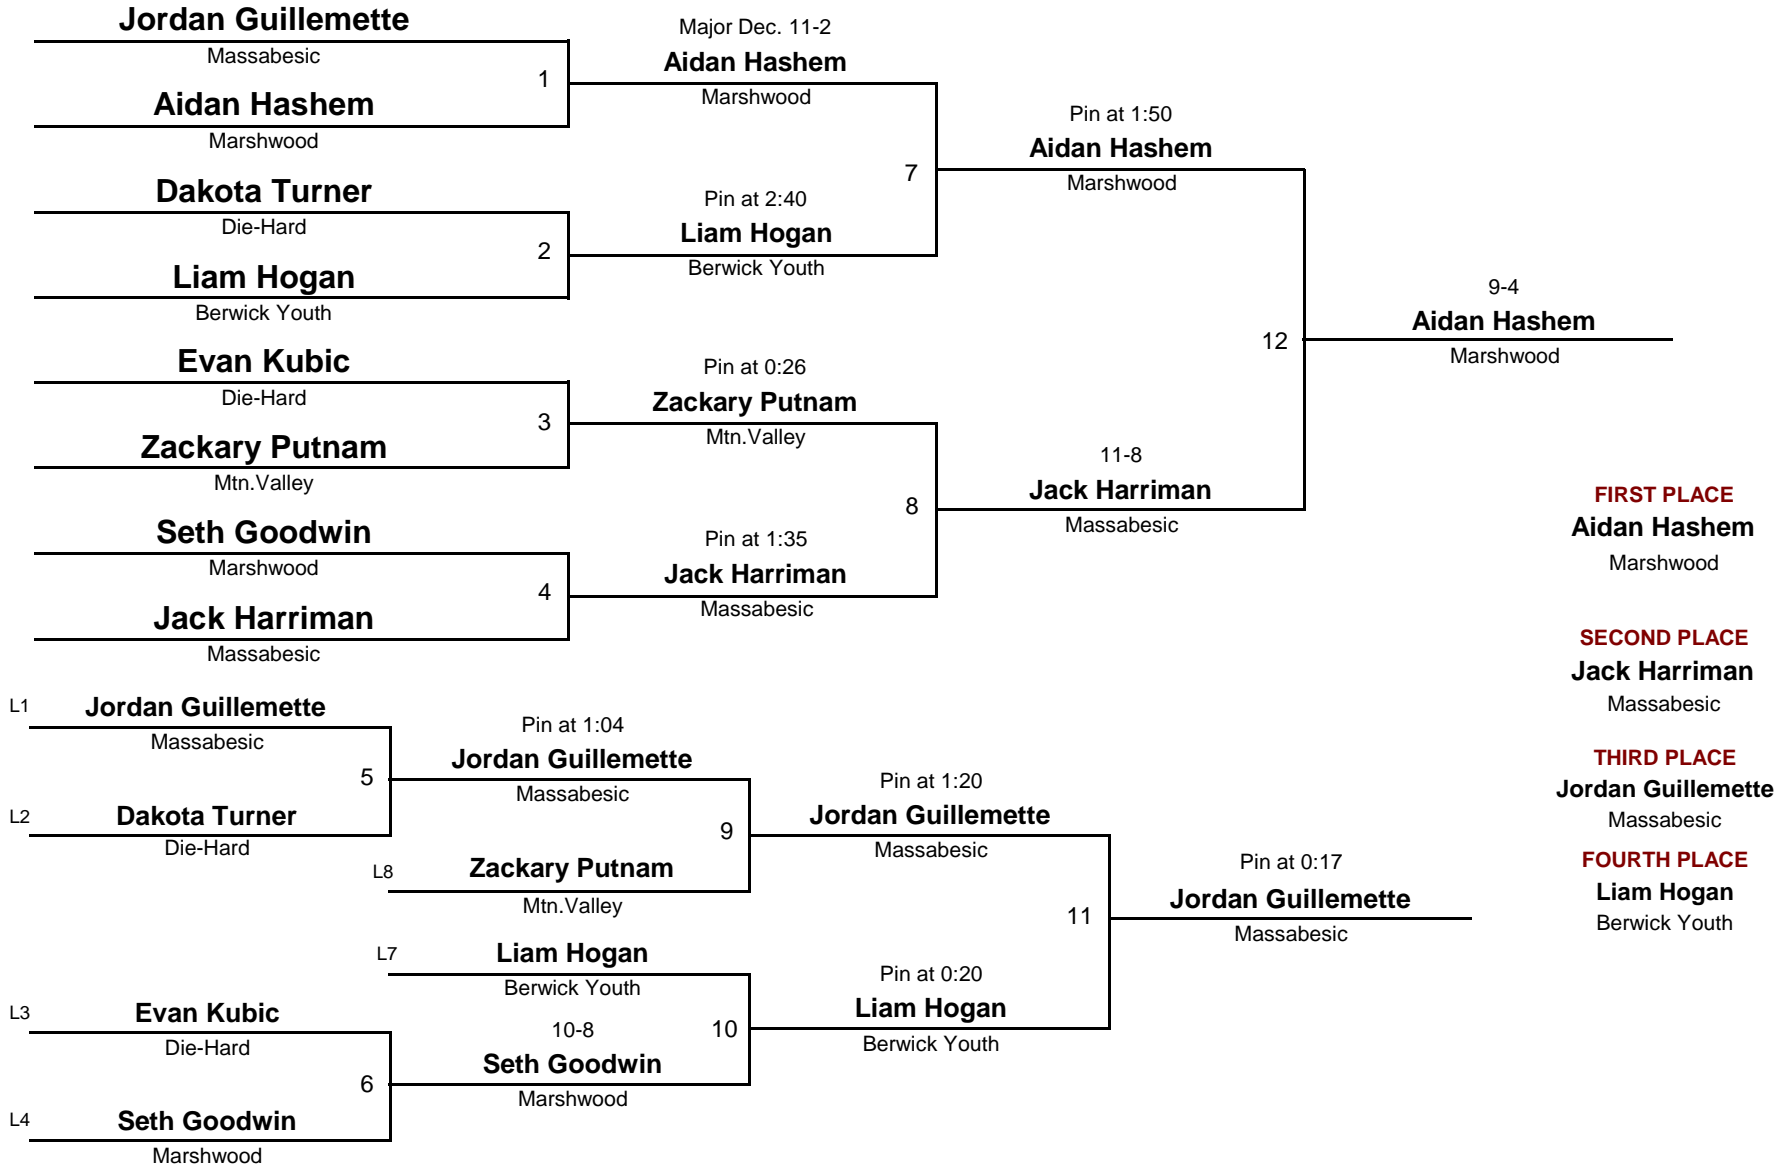 Jordan Guillemette
Massabesic
1
Aidan Hashem
Marshwood
Dakota Turner
Die-Hard
2
Liam Hogan
Berwick Youth
Evan Kubic
Die-Hard
3
Zackary Putnam
Mtn.Valley
Seth Goodwin
Marshwood
4
Jack Harriman
Massabesic
Major Dec. 11-2
Aidan Hashem
Marshwood
7
Pin at 2:40
Liam Hogan
Berwick Youth
Pin at 0:26
Zackary Putnam
Mtn.Valley
8
Pin at 1:35
Jack Harriman
Massabesic
Pin at 1:50
Aidan Hashem
Marshwood
12
11-8
Jack Harriman
Massabesic
9-4
Aidan Hashem
Marshwood
FIRST PLACE
Aidan Hashem
Marshwood
SECOND PLACE
Jack Harriman
Massabesic
THIRD PLACE
Jordan Guillemette
Massabesic
FOURTH PLACE
Liam Hogan
Berwick Youth
L1 Jordan Guillemette
Massabesic
5
L2 Dakota Turner
Die-Hard
Pin at 1:04
Jordan Guillemette
Massabesic
9
L8 Zackary Putnam
Mtn.Valley
L7 Liam Hogan
Berwick Youth
10-8
10
Seth Goodwin
Marshwood
L3 Evan Kubic
Die-Hard
6
L4 Seth Goodwin
Marshwood
Pin at 1:20
Jordan Guillemette
Massabesic
11
Pin at 0:20
Liam Hogan
Berwick Youth
Pin at 0:17
Jordan Guillemette
Massabesic